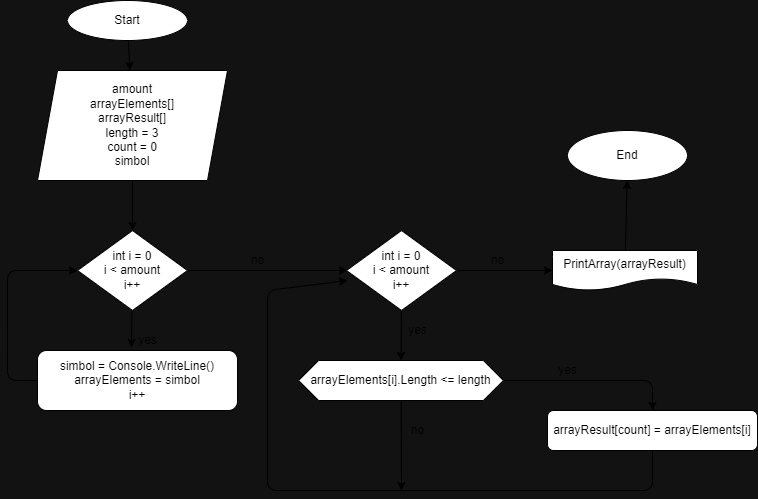 Start
amount
arrayElements[]
arrayResult[]
length = 3
count = 0
simbol
End
int i = 0
i < amount
i++
no
int i = 0
i < amount
i++
no
PrintArray(arrayResult)
yes
simbol = Console.WriteLine()
arrayElements = simbol
i++
yes
arrayElements[i].Length <= length
yes
no
arrayResult[count] = arrayElements[i]